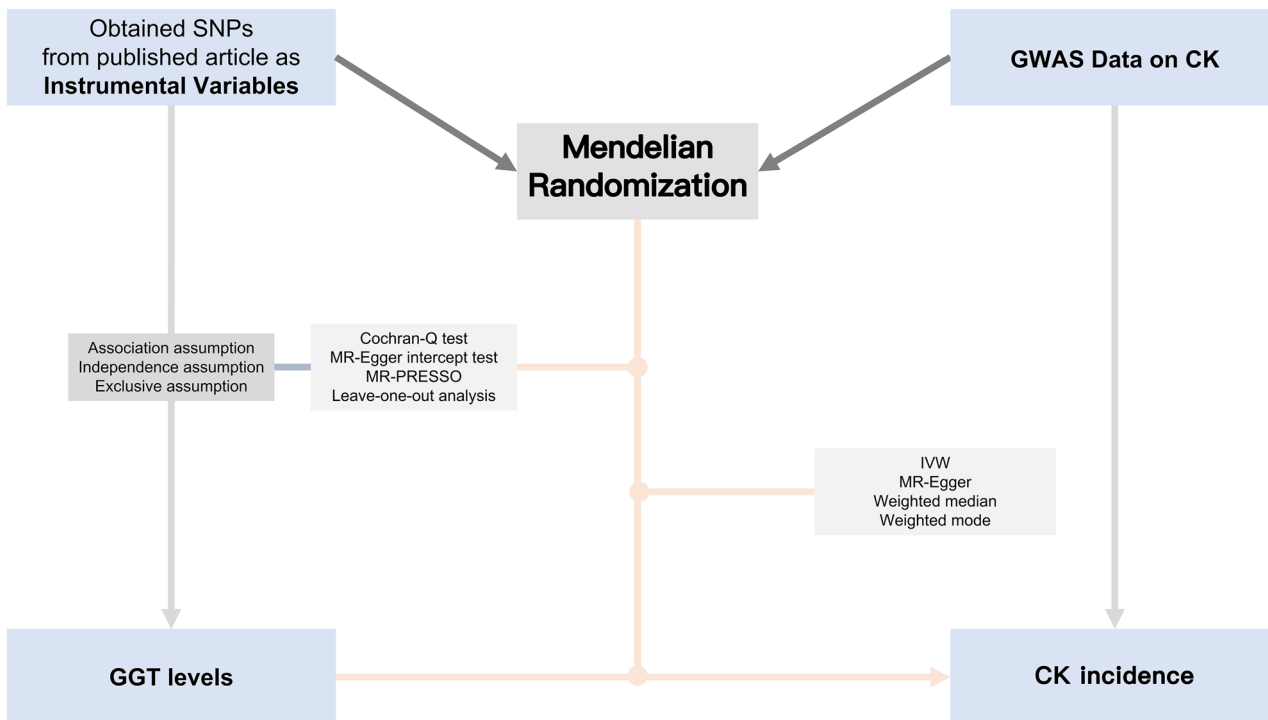 Obtained SNPs
from published article as
Instrumental Variables
GWAS Data on CK
Mendelian
Randomization
Association assumption
Independence assumption
Exclusive assumption
Cochran-Q test
MR-Egger intercept test
MR-PRESSO
Leave-one-out analysis
IVW
MR-Egger
Weighted median
Weighted mode
GGT levels
CK incidence